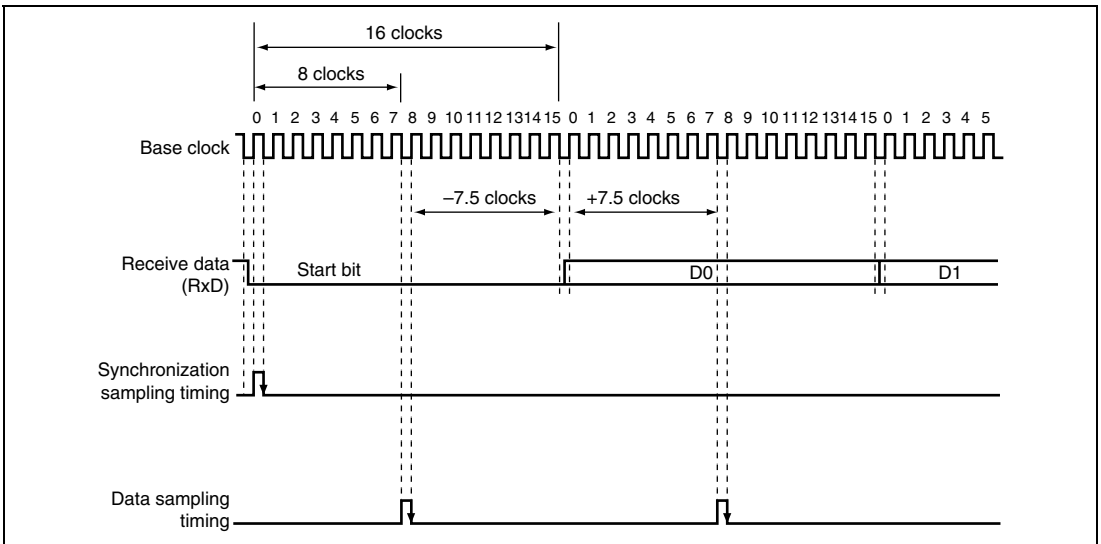 16 clocks
8 clocks
0 1 2 3 4 5 6 7 8 9 10 11 12 13 14 15 0 1 2 3 4 5 6 7 8 9 10 11 12 13 14 15 0 1 2 3 4 5
Base clock
–7.5 clocks +7.5 clocks
Receive data
(RxD)
Start bit D0 D1
Synchronization
sampling timing
Data sampling
timing